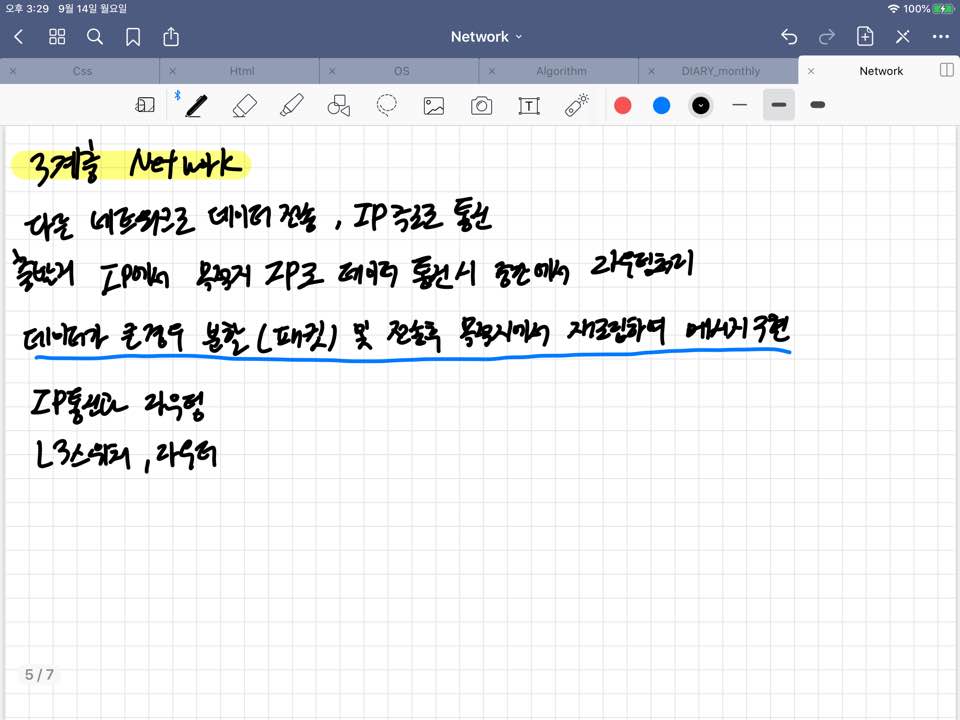 오후 3:29 9월 14일 월요일 100%
Network
Css Html OS Algorithm DIARY_monthly Network
3계층 Network
다른 네트워크로 데이터 전송, IP주소로 통신
출발지 IP에서 목적지 IP로 데이터 통신시 중간에서 라우팅처리
데이터가 큰경우 분할(패킷) 및 전송후 목적지에서 재조립하여 메시지 구현
IP통신과 라우팅
L3스위치, 라우터
5 / 7